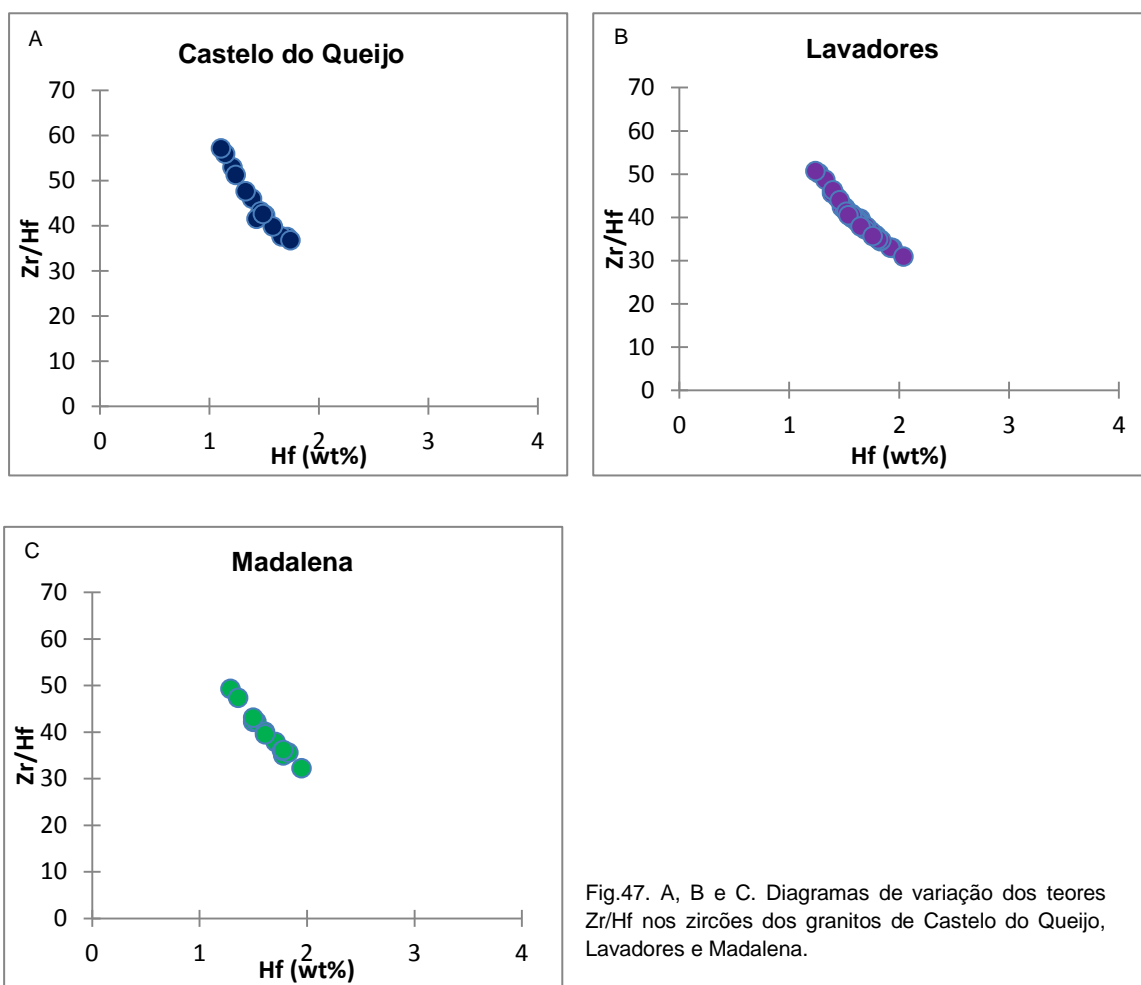 A
Castelo do Queijo
70
60
50
40
30
20
10
0
Zr/Hf
0 1 2 3 4
Hf (wt%)
B
Lavadores
70
60
50
40
30
20
10
0
Zr/Hf
0 1 2 3 4
Hf (wt%)
C
Madalena
70
60
50
40
30
20
10
0
Zr/Hf
0 1 2 3 4
Hf (wt%)
Fig.47. A, B e C. Diagramas de variação dos teores
Zr/Hf nos zircões dos granitos de Castelo do Queijo,
Lavadores e Madalena.